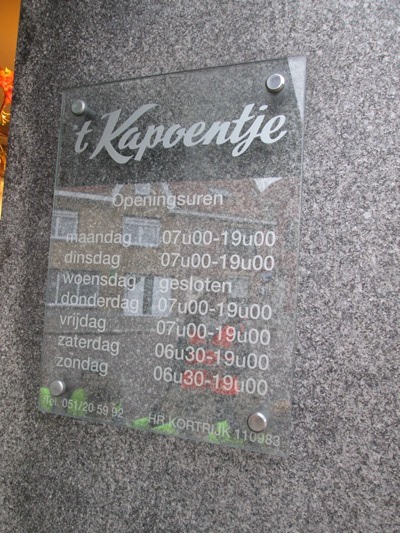 't Kapoentje
Openingsuren
maandag 07u00-19u00
dinsdag 07u00-19u00
woensdag gesloten
donderdag 07u00-19u00
vrijdag 07u00-19u00
zaterdag 06u30-19u00
zondag 06u30-19u00
Tel. 051/20 59 92
HR KORTRIJK 110983